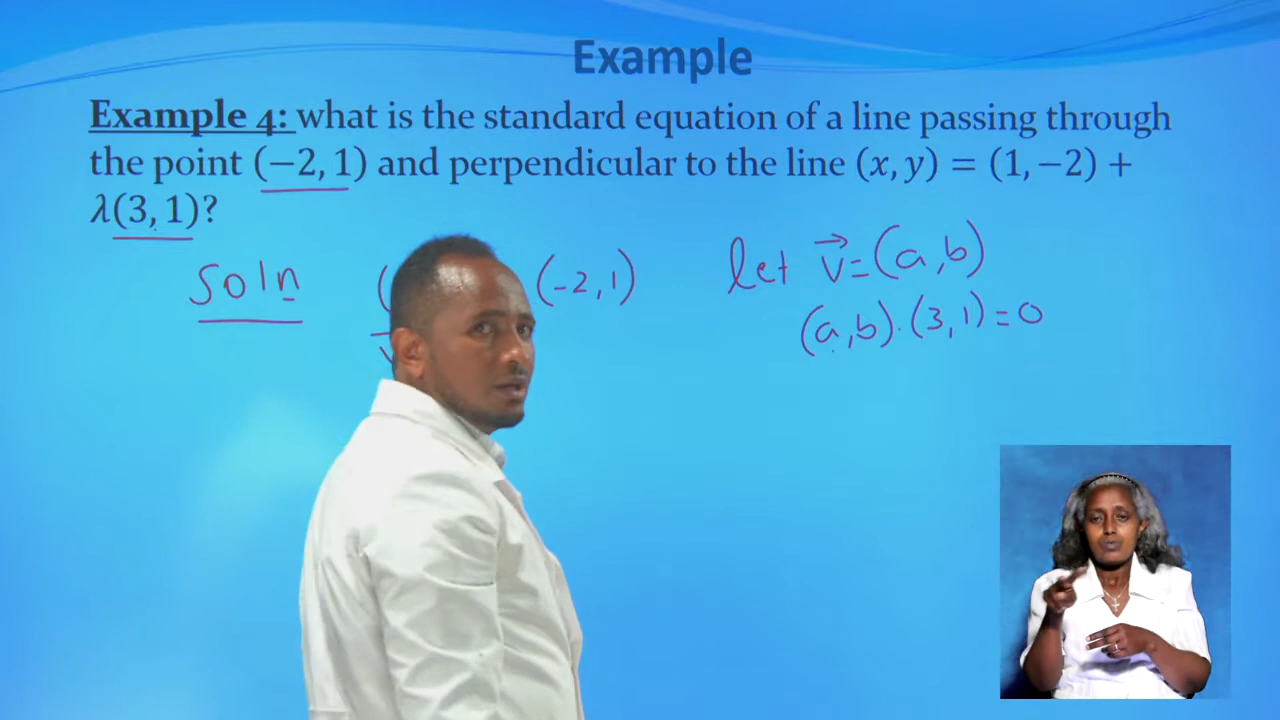 Example
Example 4: what is the standard equation of a line passing through
the point (−2, 1) and perpendicular to the line (x, y) = (1, −2) +
λ(3, 1)?
Soln (-2,1) let v⃗=(a,b)
(a,b).(3,1)=0